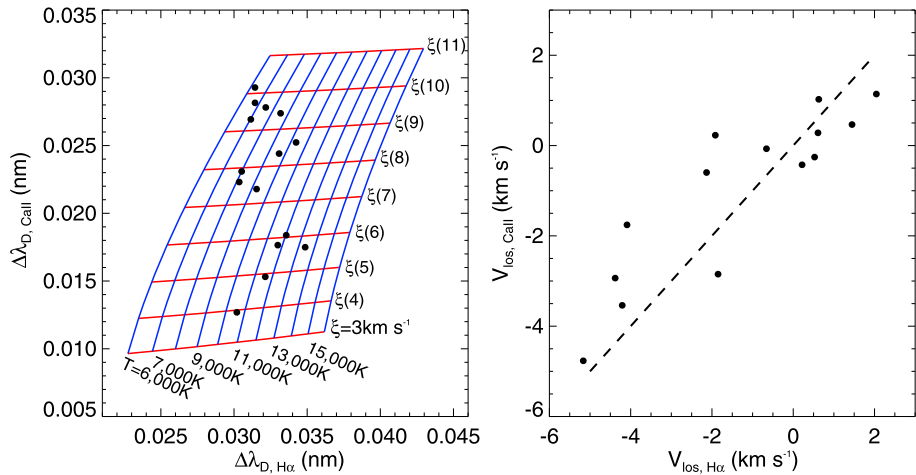 0.035
0.030
0.025
0.020
0.015
0.010
0.005
Δλ_D, CaII (nm)
ξ(11)
ξ(10)
ξ(9)
ξ(8)
ξ(7)
ξ(6)
ξ(5)
ξ(4)
ξ=3km s⁻¹
T=6,000K
7,000K
9,000K
11,000K
13,000K
15,000K
0.025 0.030 0.035 0.040 0.045
Δλ_D, Hα (nm)
2
0
-2
-4
-6
V_los, CaII (km s⁻¹)
-6 -4 -2 0 2
V_los, Hα (km s⁻¹)